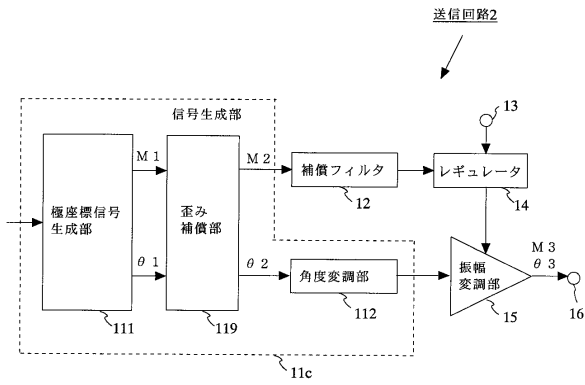 送信回路2
信号生成部
13
M1
M2
補償フィルタ
レギュレータ
12
14
極座標信号
生成部
歪み
補償部
θ1
θ2
角度変調部
振幅
変調部
M3
θ3
111
119
112
15
16
11c